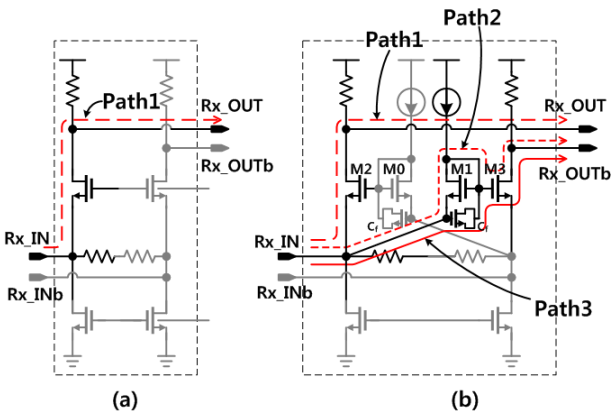 Path2
Path1
Path1
Rx_OUT
Rx_OUT
Rx_OUTb
Rx_OUTb
M2
M0
M1
M3
Cf
Cf
Rx_IN
Rx_IN
Rx_INb
Rx_INb
Path3
(a)
(b)